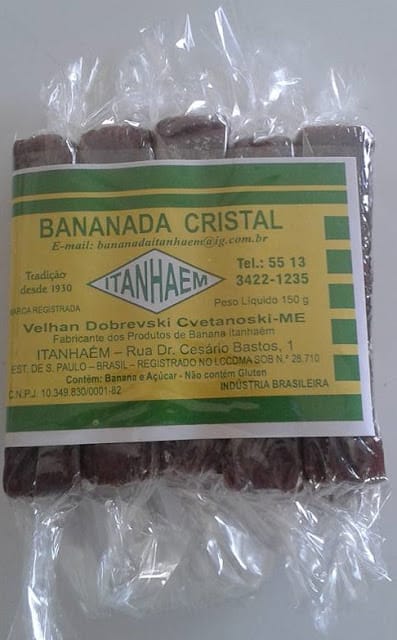 BANANADA CRISTAL
E-mail: bananadaitanhaem@ig.com.br
Tradição
desde 1930
ITANHAEM
Tel.: 55 13
3422-1235
MARCA REGISTRADA
Peso Líquido 150 g
Velhan Dobrevski Cvetanoski-ME
Fabricante dos Produtos de Banana Itanhaém
ITANHAÉM – Rua Dr. Cesário Bastos, 1
EST. DE S. PAULO – BRASIL - REGISTRADO NO LCCDMA SOB N.º 28.710
Contém: Banana e Açúcar - Não contém Gluten
C.N.P.J. 10.349.830/0001-82
INDÚSTRIA BRASILEIRA